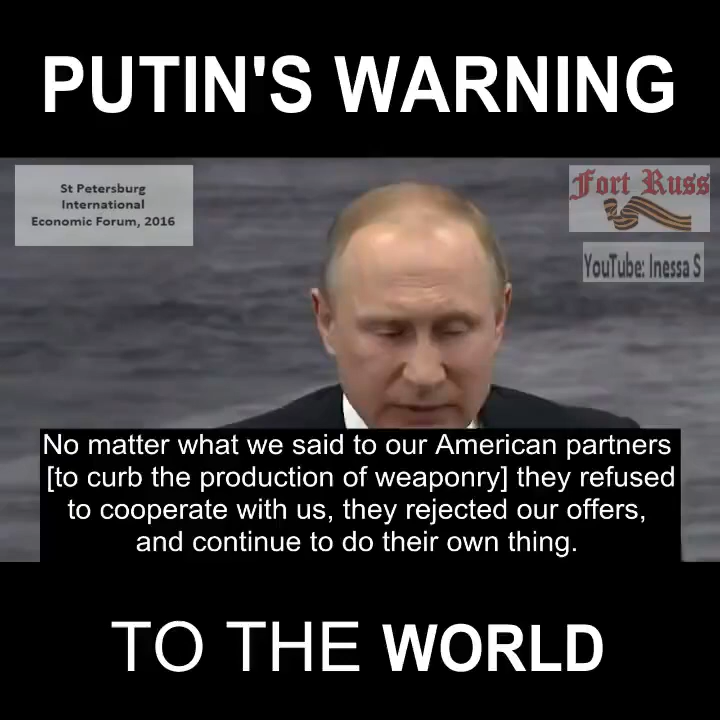 PUTIN'S WARNING
St Petersburg
International
Economic Forum, 2016
Fort Russ
YouTube: Inessa S
No matter what we said to our American partners
[to curb the production of weaponry] they refused
to cooperate with us, they rejected our offers,
and continue to do their own thing.
TO THE WORLD